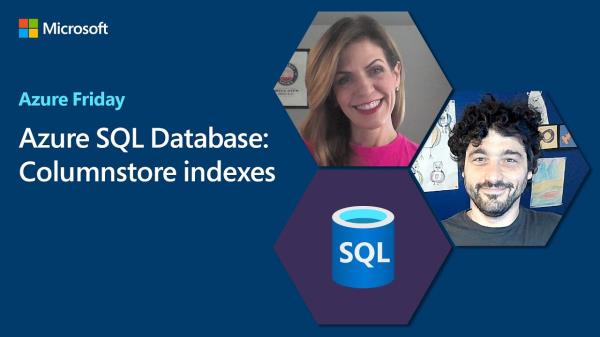 Microsoft
Azure Friday
Azure SQL Database:
Columnstore indexes
SQL